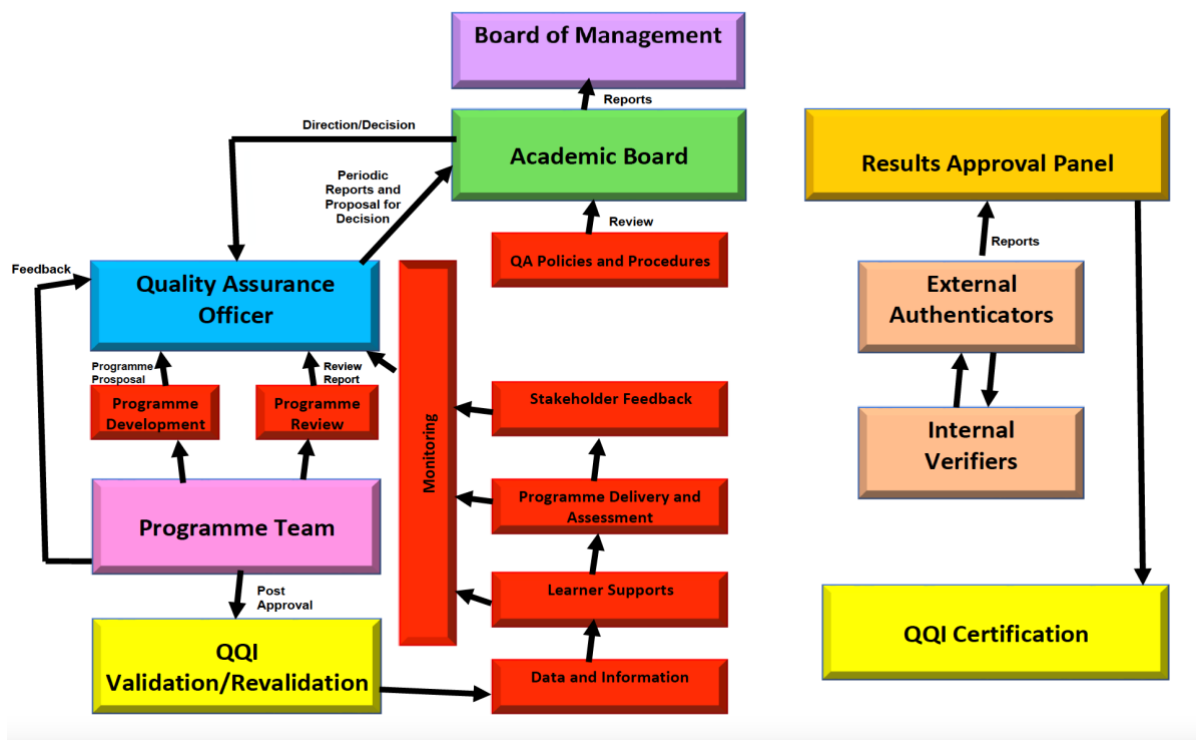 Board of Management
Reports
Direction/Decision
Academic Board
Results Approval Panel
Periodic
Reports and
Proposal for
Decision
Review
Reports
QA Policies and Procedures
Feedback
Quality Assurance
Officer
External
Authenticators
Programme
Prosposal
Review
Report
Programme
Development
Programme
Review
Monitoring
Stakeholder Feedback
Internal
Verifiers
Programme Delivery and
Assessment
Programme Team
Learner Supports
Post
Approval
QQI
Validation/Revalidation
Data and Information
QQI Certification